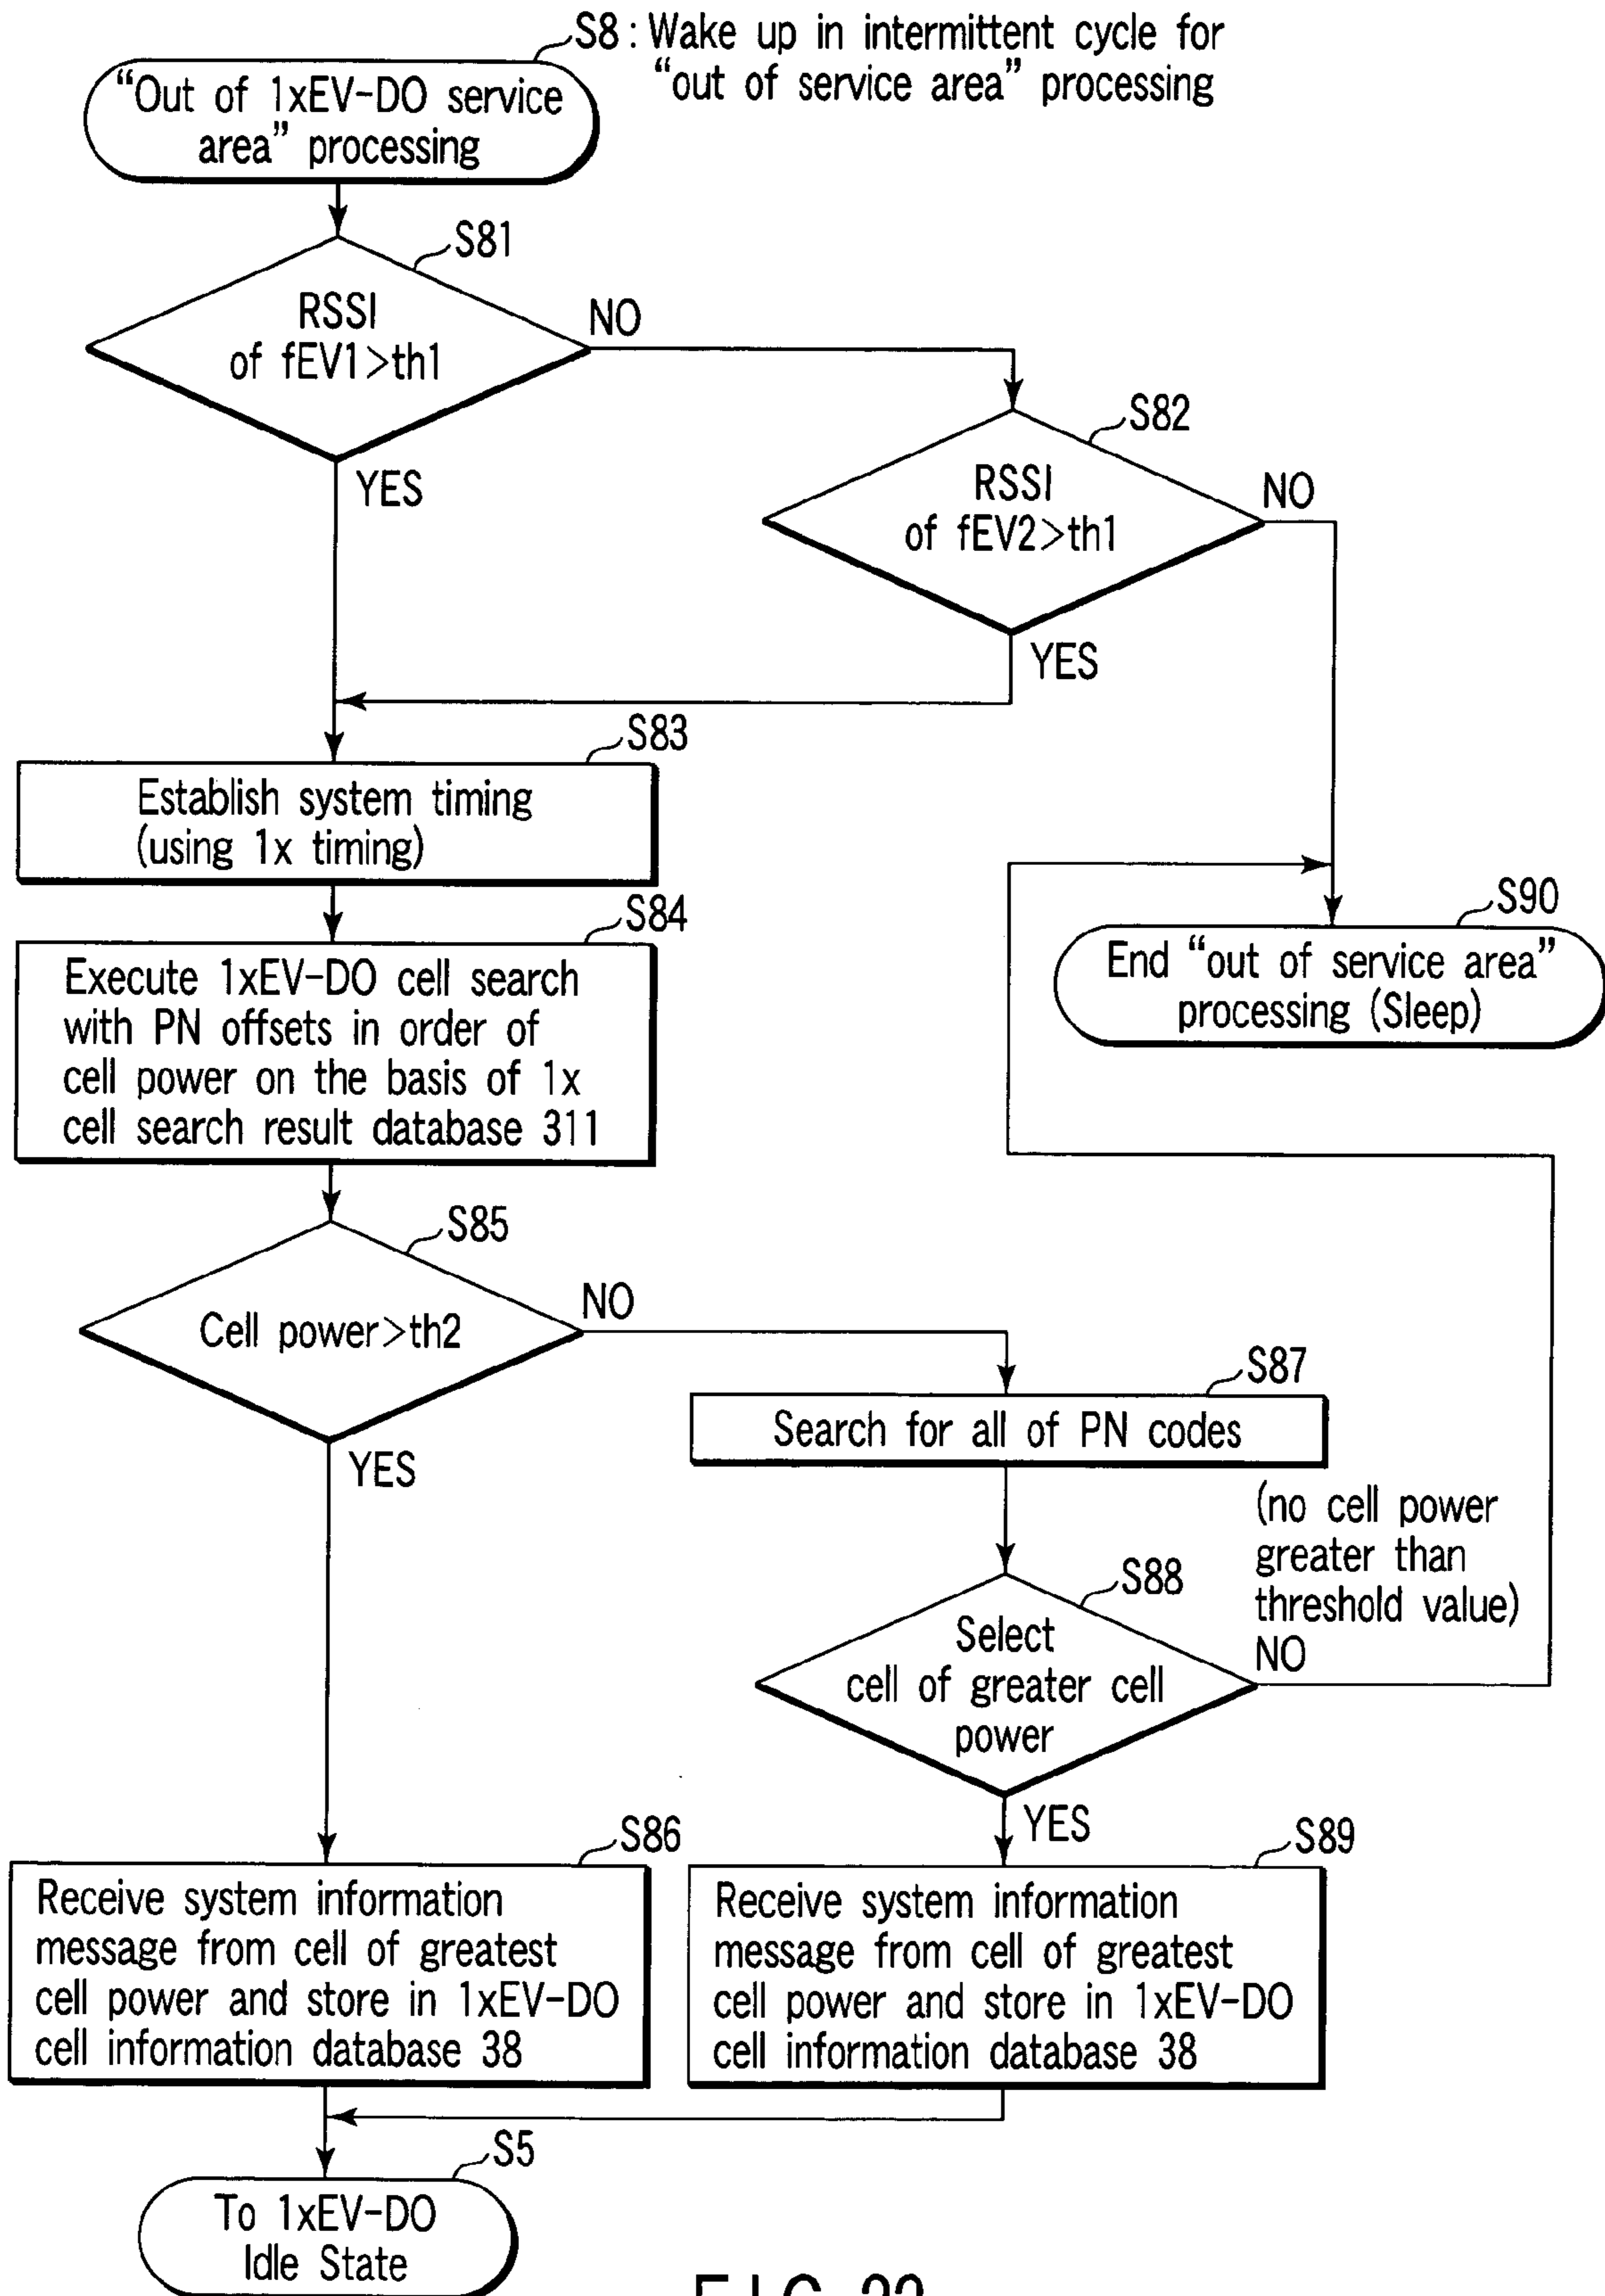 S8 : Wake up in intermittent cycle for
“out of service area” processing
“Out of 1xEV-DO service
area” processing
S81
RSSI
of fEV1>th1
NO
YES
S82
RSSI
of fEV2>th1
NO
YES
S83
Establish system timing
(using 1x timing)
S84
Execute 1xEV-DO cell search
with PN offsets in order of
cell power on the basis of 1x
cell search result database 311
S90
End “out of service area”
processing (Sleep)
S85
Cell power>th2
NO
YES
S87
Search for all of PN codes
(no cell power
greater than
threshold value)
NO
S88
Select
cell of greater cell
power
YES
S86
Receive system information
message from cell of greatest
cell power and store in 1xEV-DO
cell information database 38
S89
Receive system information
message from cell of greatest
cell power and store in 1xEV-DO
cell information database 38
S5
To 1xEV-DO
Idle State